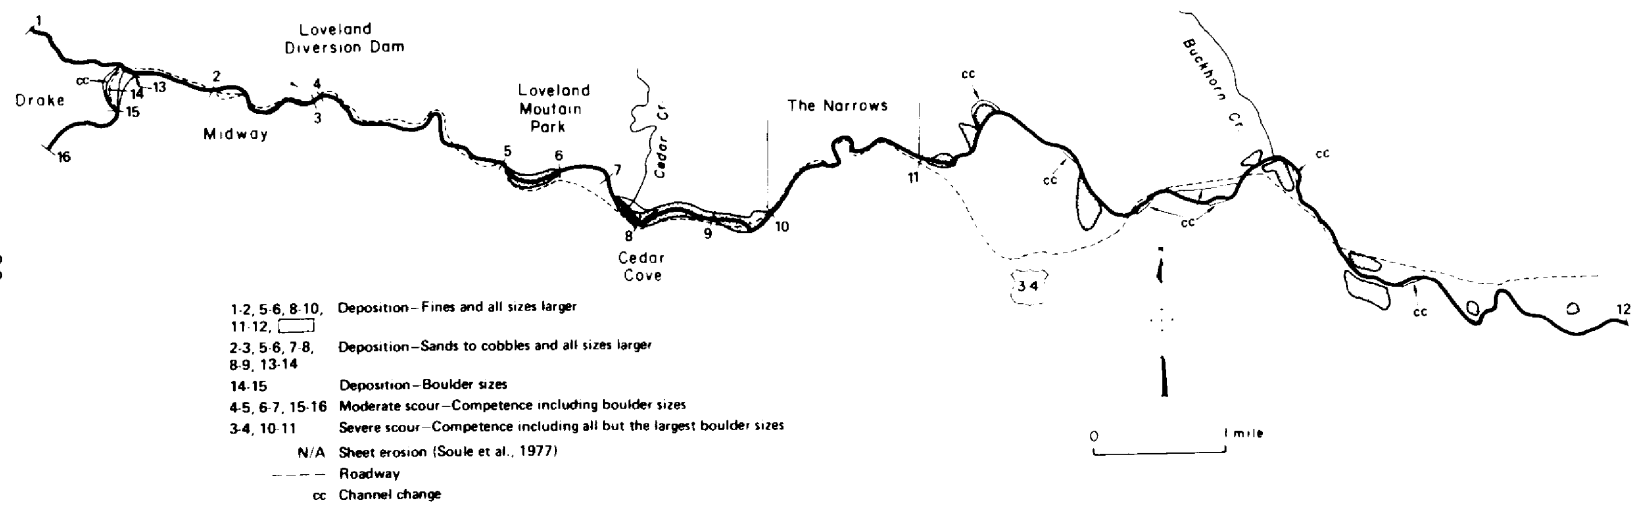 1
Loveland
Diversion Dam
cc
2
4
13
14
3
15
Drake
Midway
16
Loveland
Moutain
Park
5
6
7
Cedar Cr.
8
9
10
Cedar
Cove
The Narrows
11
cc
cc
34
Buckhorn Cr.
cc
cc
cc
12
1-2, 5-6, 8-10, Deposition—Fines and all sizes larger
11-12,
2-3, 5-6, 7-8, Deposition—Sands to cobbles and all sizes larger
8-9, 13-14
14-15 Deposition—Boulder sizes
4-5, 6-7, 15-16 Moderate scour—Competence including boulder sizes
3-4, 10-11 Severe scour—Competence including all but the largest boulder sizes
N/A Sheet erosion (Soule et al., 1977)
Roadway
cc Channel change
0 1 mile